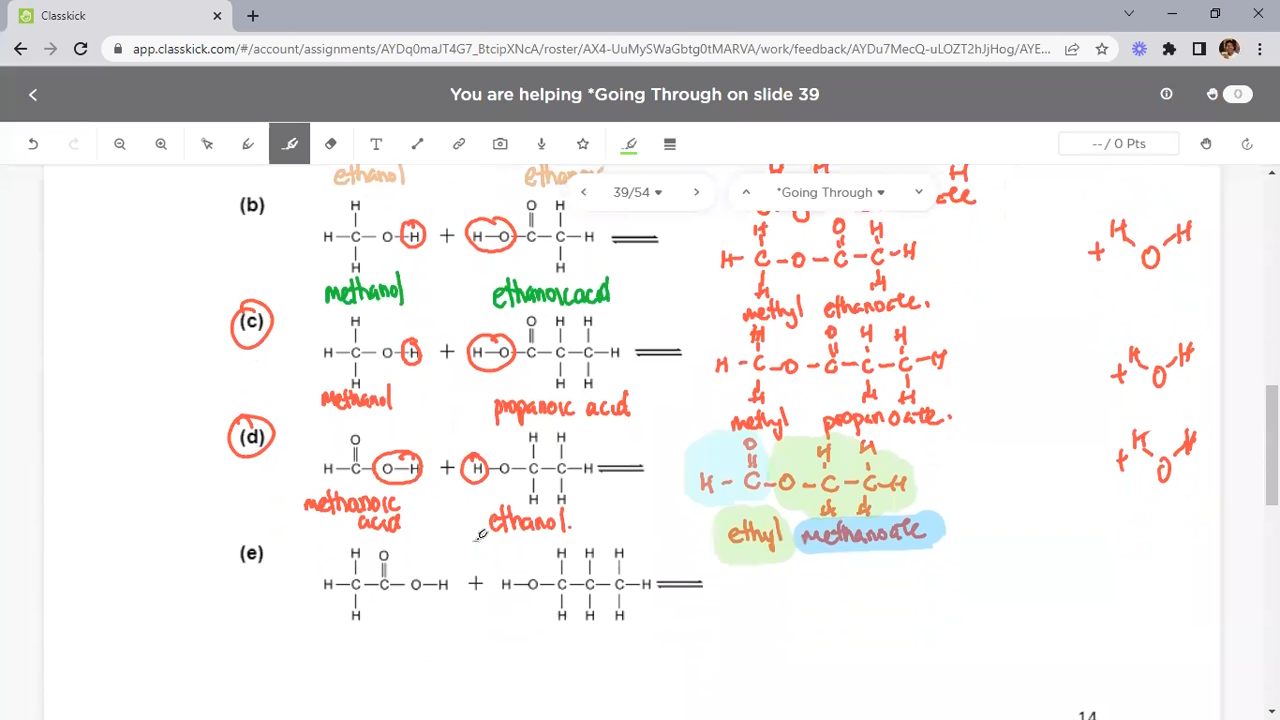 Classkick
app.classkick.com/#/account/assignments/AYDq0maJT4G7_BtcipXNcA/roster/AX4-UuMySWaGbtg0tMARVA/work/feedback/AYDu7MecQ-uLOZT2hJjHog/AYE...
You are helping *Going Through on slide 39
0
-- / 0 Pts
39/54
*Going Through
ethanol
(b)
H H O H
H-C-O-H + H-O-C-C-H
H H
H O H
H-C-O-C-C-H
H H
+ H O H
methanol ethanoic acid
methyl ethanoate.
(c)
H O H H
H-C-O-H + H-O-C-C-C-H
H H H
H O H H
H-C-O-C-C-C-H
H H H
+ H O H
methanol propanoic acid
methyl propanoate.
(d)
O H H
H-C-O-H + H-O-C-C-H
H H
O H H
H-C-O-C-C-H
H H
+ H O H
methanoic acid
ethanol.
ethyl methanoate
(e)
H O H H H
H-C-C-O-H + H-O-C-C-C-H
H H H H
14